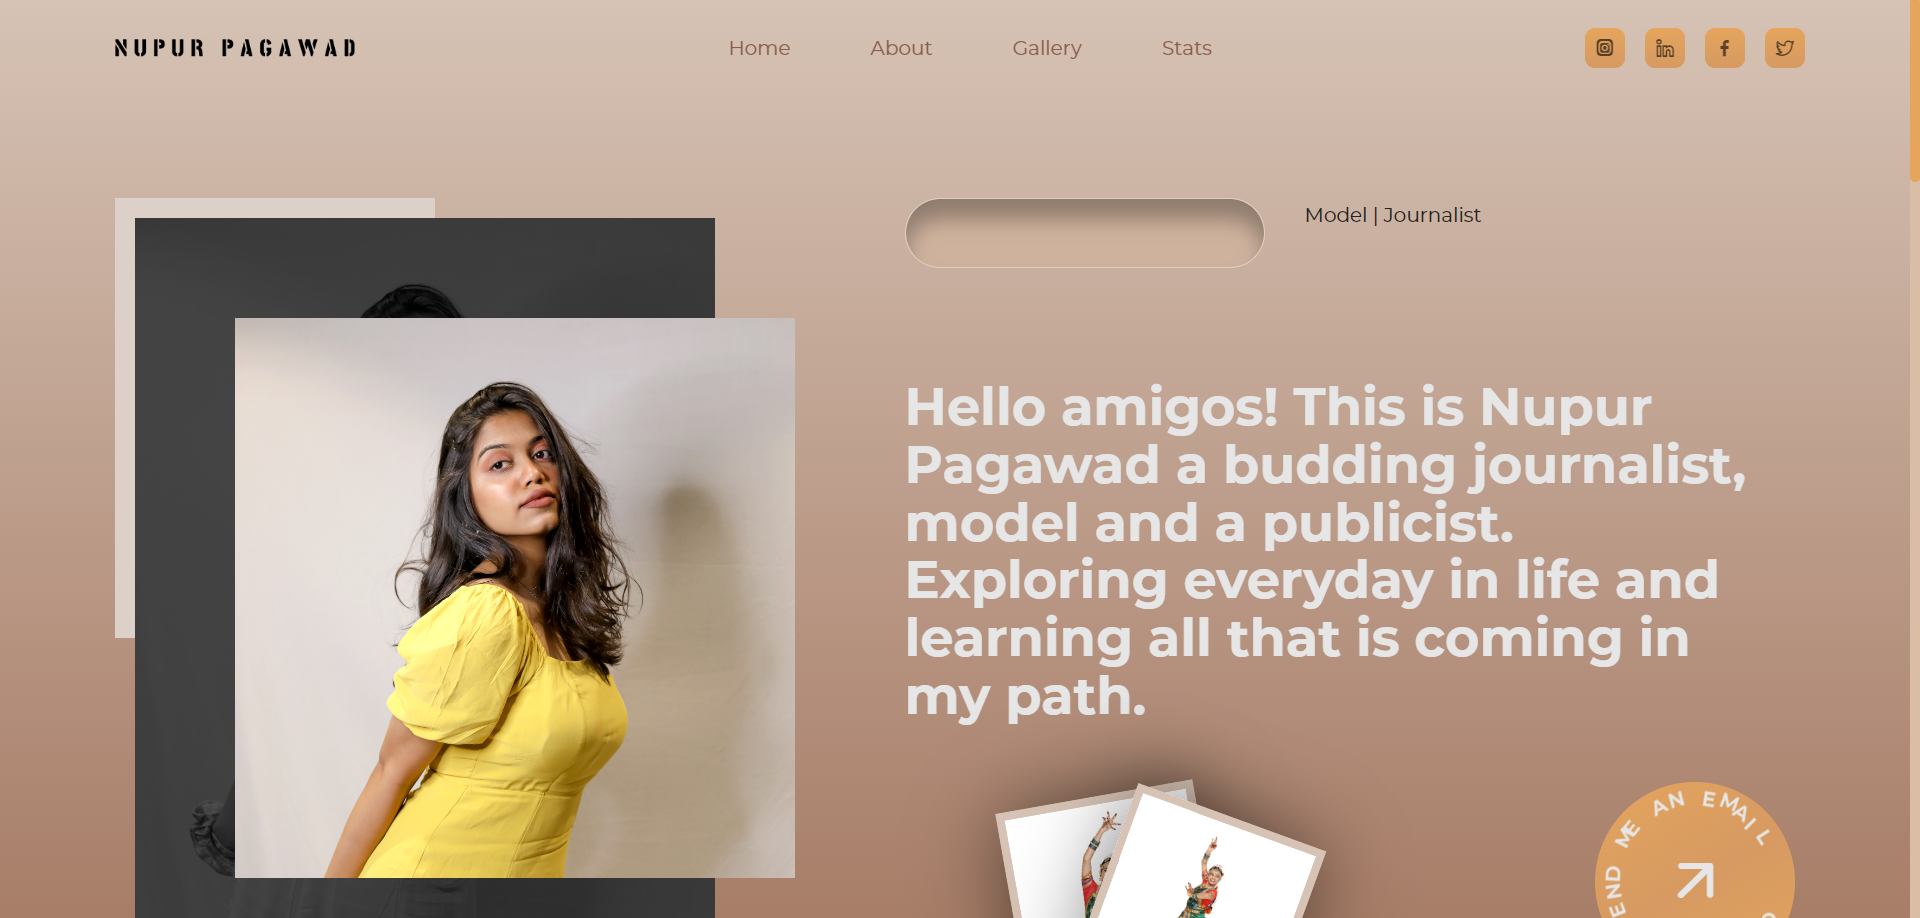 NUPUR PAGAWAD
Home
About
Gallery
Stats
Model | Journalist
Hello amigos! This is Nupur
Pagawad a budding journalist,
model and a publicist.
Exploring everyday in life and
learning all that is coming in
my path.
END ME AN EMAIL